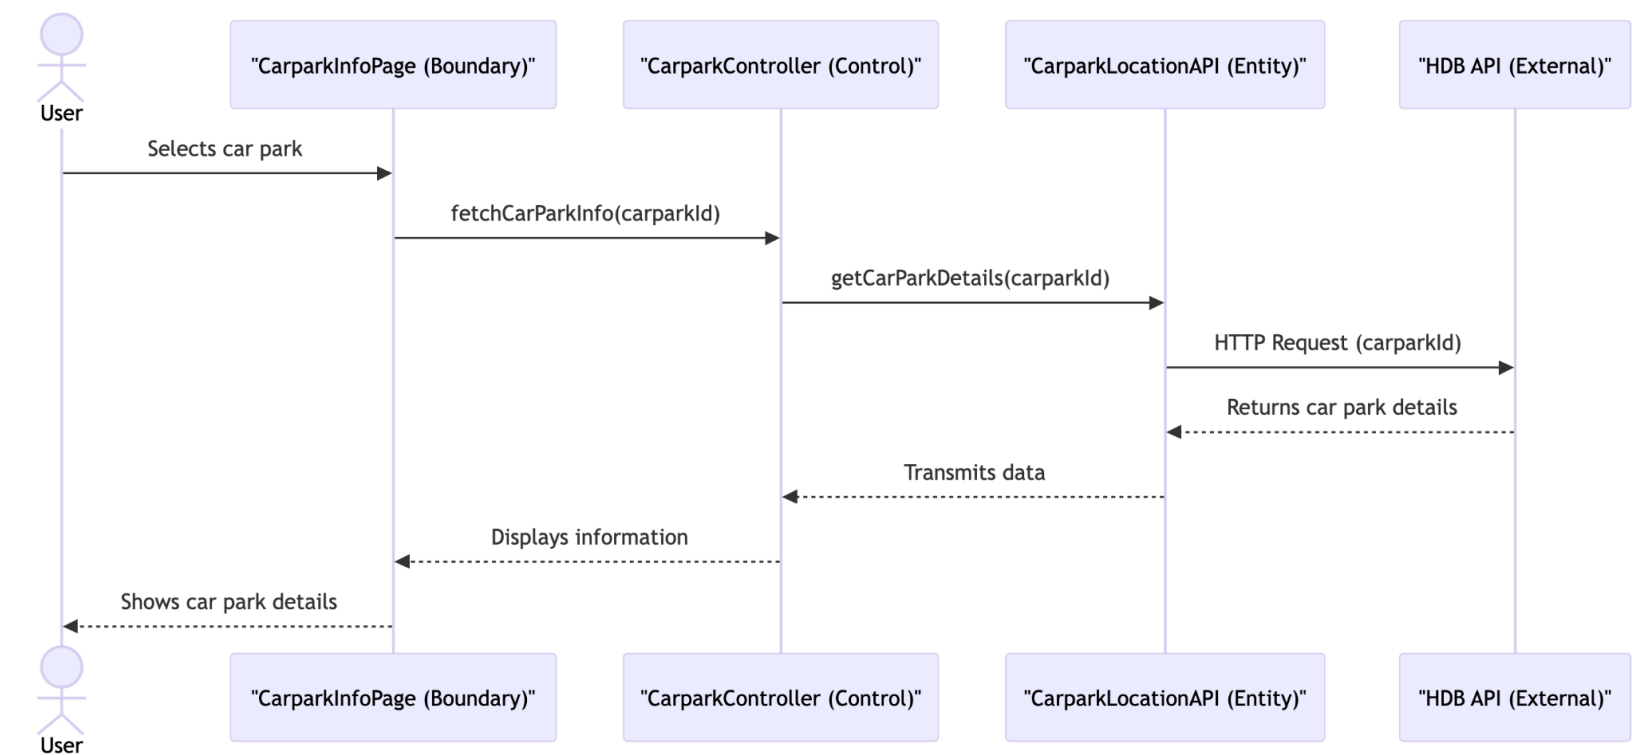 User
"CarparkInfoPage (Boundary)"
"CarparkController (Control)"
"CarparkLocationAPI (Entity)"
"HDB API (External)"
Selects car park
fetchCarParkInfo(carparkId)
getCarParkDetails(carparkId)
HTTP Request (carparkId)
Returns car park details
Transmits data
Displays information
Shows car park details
User
"CarparkInfoPage (Boundary)"
"CarparkController (Control)"
"CarparkLocationAPI (Entity)"
"HDB API (External)"